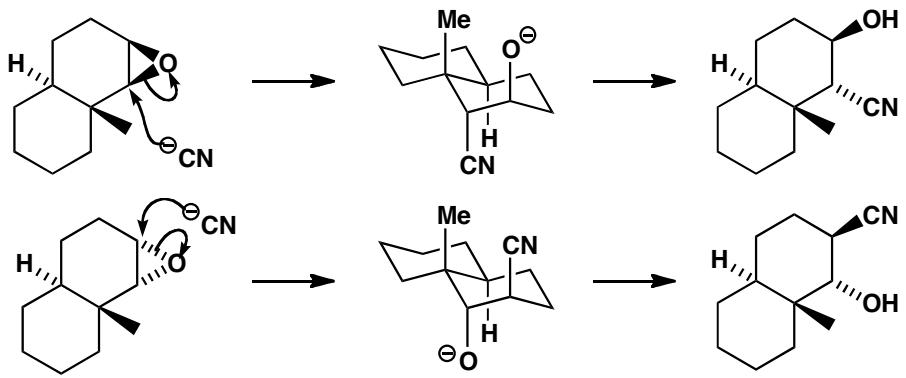 H O ⊖CN
Me O⊖ H CN
OH H CN
H O ⊖CN
Me CN H ⊖O
CN H OH